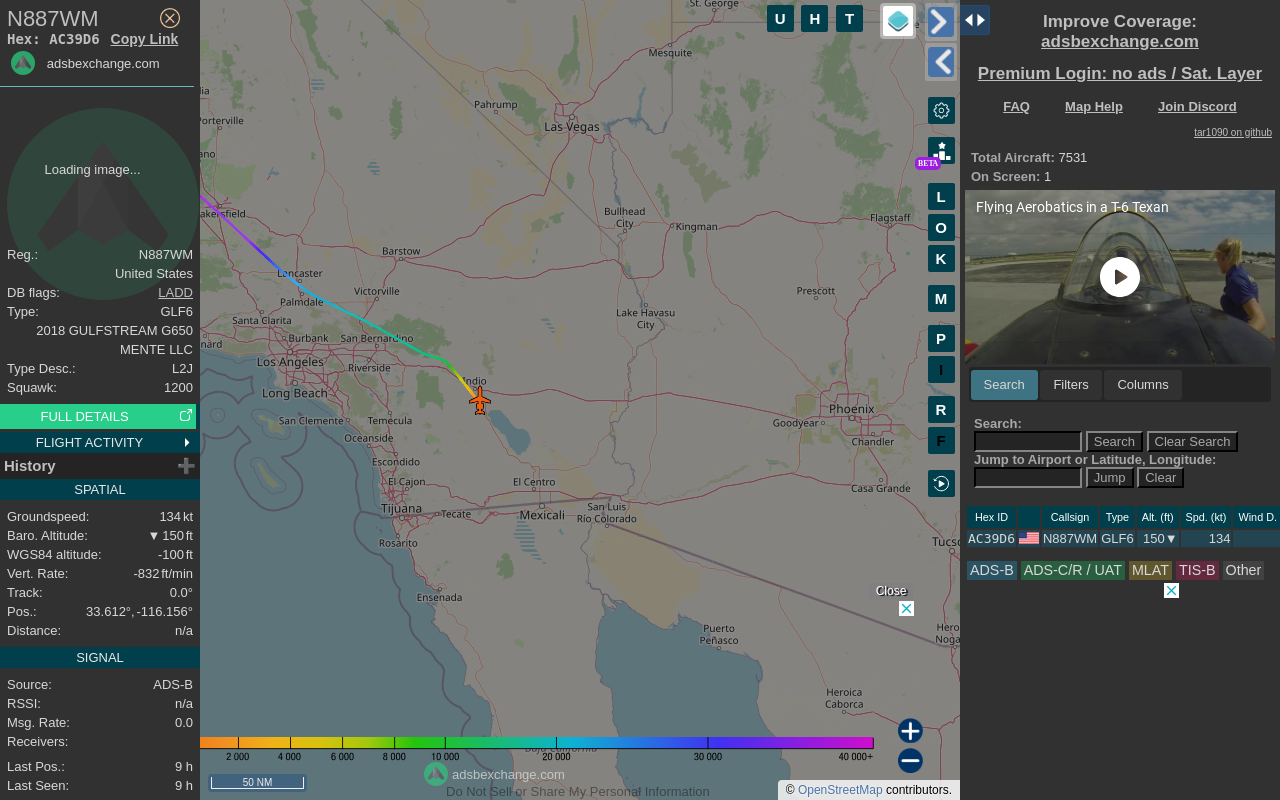 N887WM
Hex: AC39D6 Copy Link
adsbexchange.com
Loading image...
Reg.: N887WM
United States
DB flags: LADD
Type: GLF6
2018 GULFSTREAM G650
MENTE LLC
Type Desc.: L2J
Squawk: 1200
FULL DETAILS
FLIGHT ACTIVITY
History
SPATIAL
Groundspeed: 134 kt
Baro. Altitude: ▼ 150 ft
WGS84 altitude: -100 ft
Vert. Rate: -832 ft/min
Track: 0.0°
Pos.: 33.612°, -116.156°
Distance: n/a
SIGNAL
Source: ADS-B
RSSI: n/a
Msg. Rate: 0.0
Receivers:
Last Pos.: 9 h
Last Seen: 9 h
St. George
Mesquite
Pahrump
Las Vegas
Porterville
Bakersfield
Bullhead
City
Kingman
Flagstaff
Barstow
Lancaster
Victorville
Palmdale
Prescott
Santa Clarita
Lake Havasu
City
Burbank
San Bernardino
nard
Los Angeles
Riverside
Indio
Long Beach
San Clemente
Temecula
Phoenix
Goodyear
Oceanside
Chandler
Escondido
El Cajon
El Centro
Casa Grande
Tijuana
Tecate
Mexicali
San Luis
Río Colorado
Rosarito
Tucso
Ensenada
Puerto
Peñasco
Hero
Noga
Heroica
Caborca
Baja California
U H T
BETA
L
O
K
M
P
I
R
F
Close
2 000 4 000 6 000 8 000 10 000 20 000 30 000 40 000+
50 NM
adsbexchange.com
Do Not Sell or Share My Personal Information
© OpenStreetMap contributors.
Improve Coverage:
adsbexchange.com
Premium Login: no ads / Sat. Layer
FAQ Map Help Join Discord
tar1090 on github
Total Aircraft: 7531
On Screen: 1
Flying Aerobatics in a T-6 Texan
Search Filters Columns
Search:
Search Clear Search
Jump to Airport or Latitude, Longitude:
Jump Clear
Hex ID Callsign Type Alt. (ft) Spd. (kt) Wind D.
AC39D6 N887WM GLF6 150▼ 134
ADS-B ADS-C/R / UAT MLAT TIS-B Other